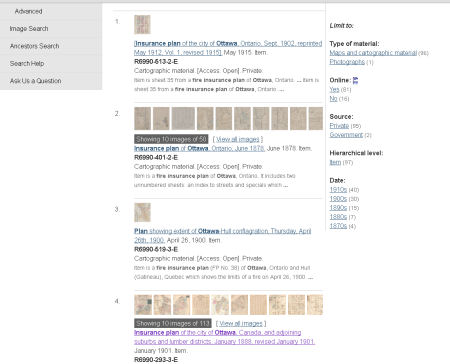 Advanced
Image Search
Ancestors Search
Search Help
Ask Us a Question
1.
[Insurance plan of the city of Ottawa, Ontario, Sept. 1902, reprinted
May 1912, Vol. 1, revised 1915]. May 1915. Item.
R6990-513-2-E
Cartographic material. [Access: Open]. Private.
Item is sheet 35 from a fire insurance plan of Ottawa, Ontario. ... Item is
sheet 35 from a fire insurance plan of Ottawa, Ontario. ...
2.
Showing 10 images of 50 [ View all images ]
Insurance plan of Ottawa, Ontario, June 1878. June 1878. Item.
R6990-401-2-E
Cartographic material. [Access: Open]. Private.
Item is a fire insurance plan of Ottawa, Ontario. It includes two
unnumbered sheets: an index to streets and specials which ...
3.
Plan showing extent of Ottawa-Hull conflagration, Thursday, April
26th, 1900. April 26, 1900. Item.
R6990-519-3-E
Cartographic material. [Access: Open]. Private.
Item is a fire insurance plan (FP No. 38) of Ottawa, Ontario and Hull
(Gatineau), Quebec which shows the limits of a fire on April 26, 1900. ...
4.
Showing 10 images of 113 [ View all images ]
Insurance plan of the city of Ottawa, Canada, and adjoining
suburbs and lumber districts, January 1888, revised January 1901.
January 1901. Item.
R6990-293-3-E
Limit to:
Type of material:
Maps and cartographic material (96)
Photographs (1)
Online:
Yes (81)
No (16)
Source:
Private (95)
Government (2)
Hierarchical level:
Item (97)
Date:
1910s (40)
1900s (30)
1890s (15)
1880s (7)
1870s (4)